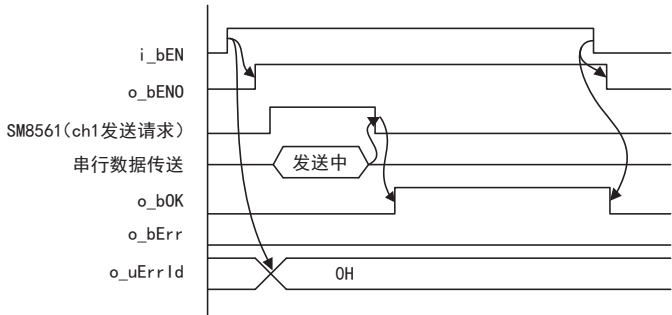 i_bEN
o_bENO
SM8561(ch1发送请求)
串行数据传送
发送中
o_bOK
o_bErr
o_uErrId
0H